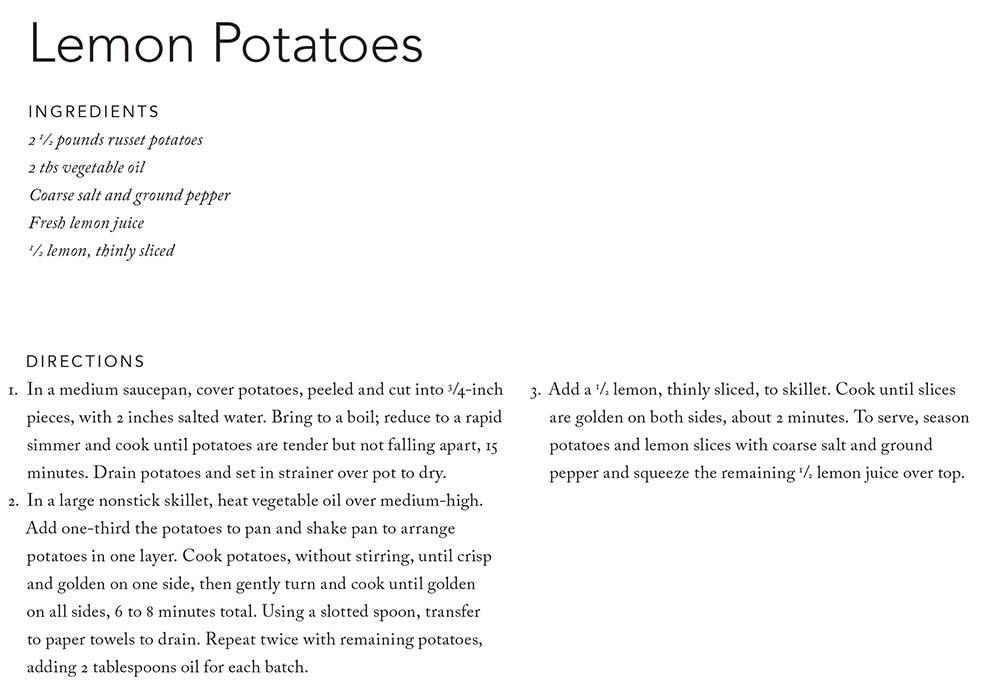 Lemon Potatoes
INGREDIENTS
2 1/2 pounds russet potatoes
2 tbs vegetable oil
Coarse salt and ground pepper
Fresh lemon juice
1/2 lemon, thinly sliced
DIRECTIONS
1. In a medium saucepan, cover potatoes, peeled and cut into 3/4-inch
pieces, with 2 inches salted water. Bring to a boil; reduce to a rapid
simmer and cook until potatoes are tender but not falling apart, 15
minutes. Drain potatoes and set in strainer over pot to dry.
2. In a large nonstick skillet, heat vegetable oil over medium-high.
Add one-third the potatoes to pan and shake pan to arrange
potatoes in one layer. Cook potatoes, without stirring, until crisp
and golden on one side, then gently turn and cook until golden
on all sides, 6 to 8 minutes total. Using a slotted spoon, transfer
to paper towels to drain. Repeat twice with remaining potatoes,
adding 2 tablespoons oil for each batch.
3. Add a 1/2 lemon, thinly sliced, to skillet. Cook until slices
are golden on both sides, about 2 minutes. To serve, season
potatoes and lemon slices with coarse salt and ground
pepper and squeeze the remaining 1/2 lemon juice over top.